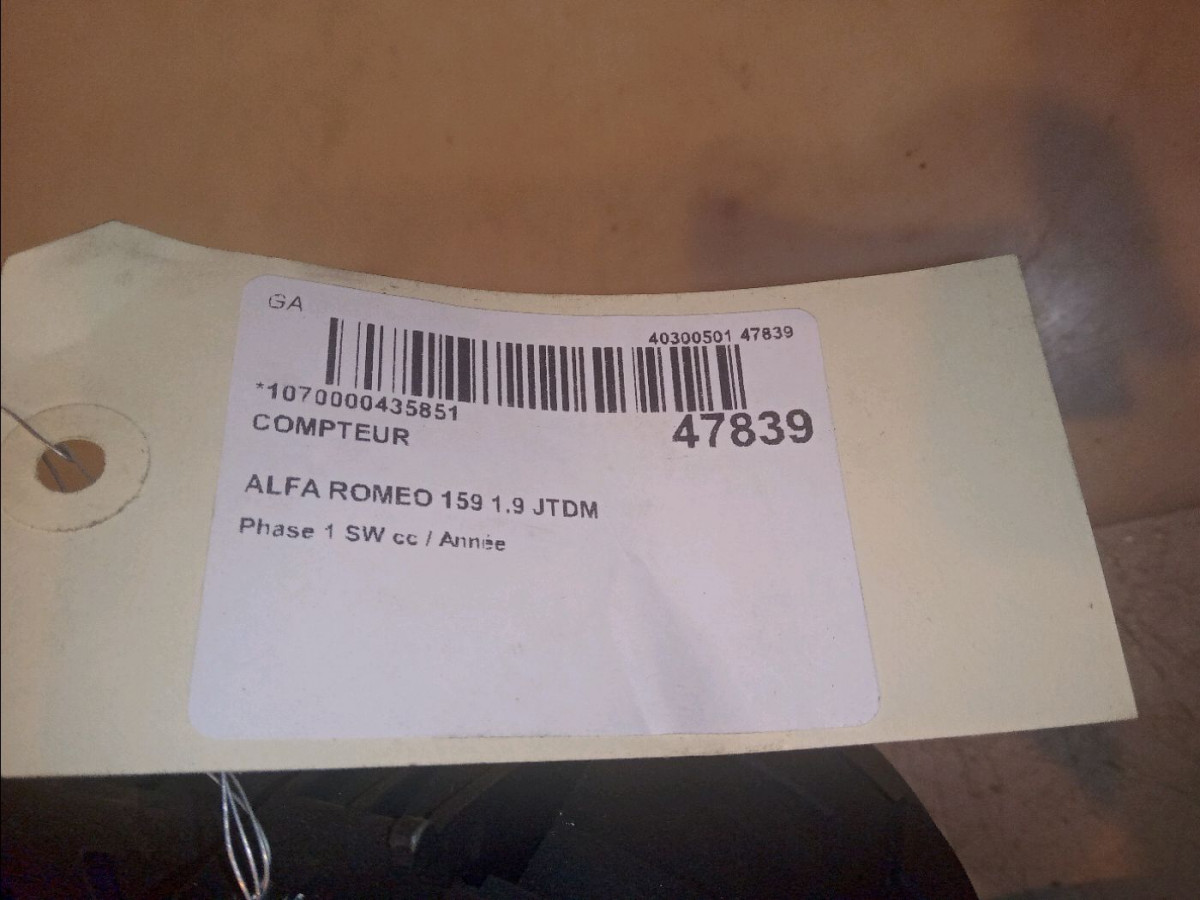 GA
40300501 47839
*1070000435851
47839
COMPTEUR
ALFA ROMEO 159 1.9 JTDM
Phase 1 SW cc / Année